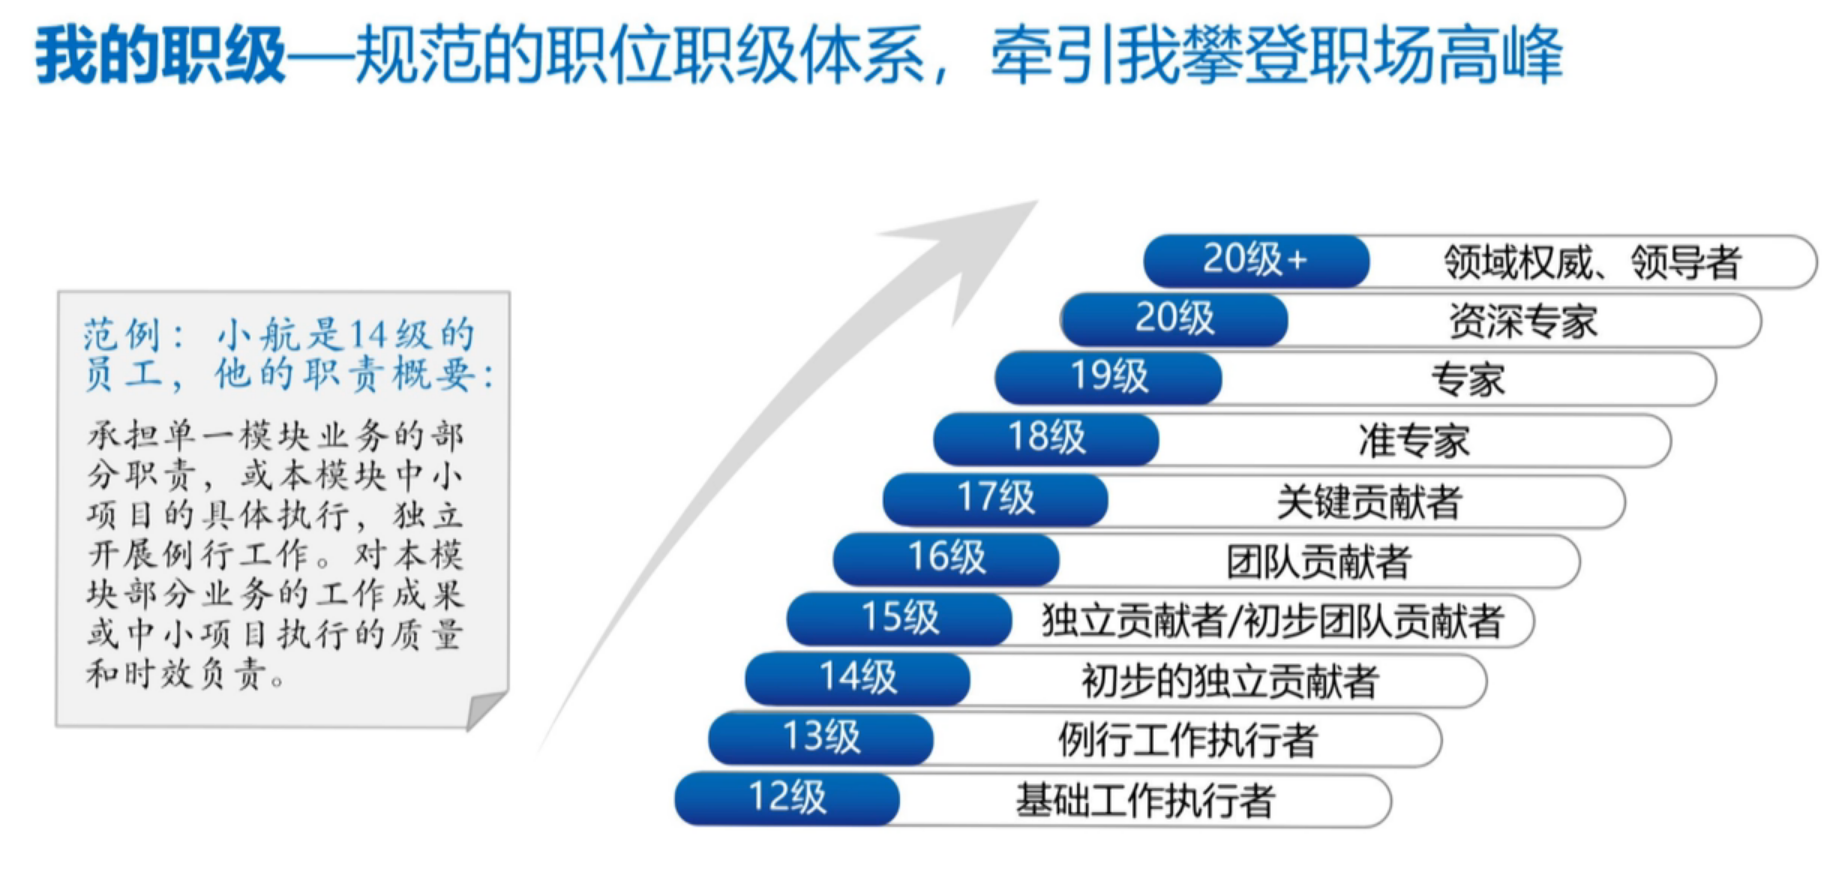 我的职级—规范的职位职级体系，牵引我攀登职场高峰
范例：小航是14级的
员工，他的职责概要：
承担单一模块业务的部
分职责，或本模块中小
项目的具体执行，独立
开展例行工作。对本模
块部分业务的工作成果
或中小项目执行的质量
和时效负责。
20级+ 领域权威、领导者
20级 资深专家
19级 专家
18级 准专家
17级 关键贡献者
16级 团队贡献者
15级 独立贡献者/初步团队贡献者
14级 初步的独立贡献者
13级 例行工作执行者
12级 基础工作执行者